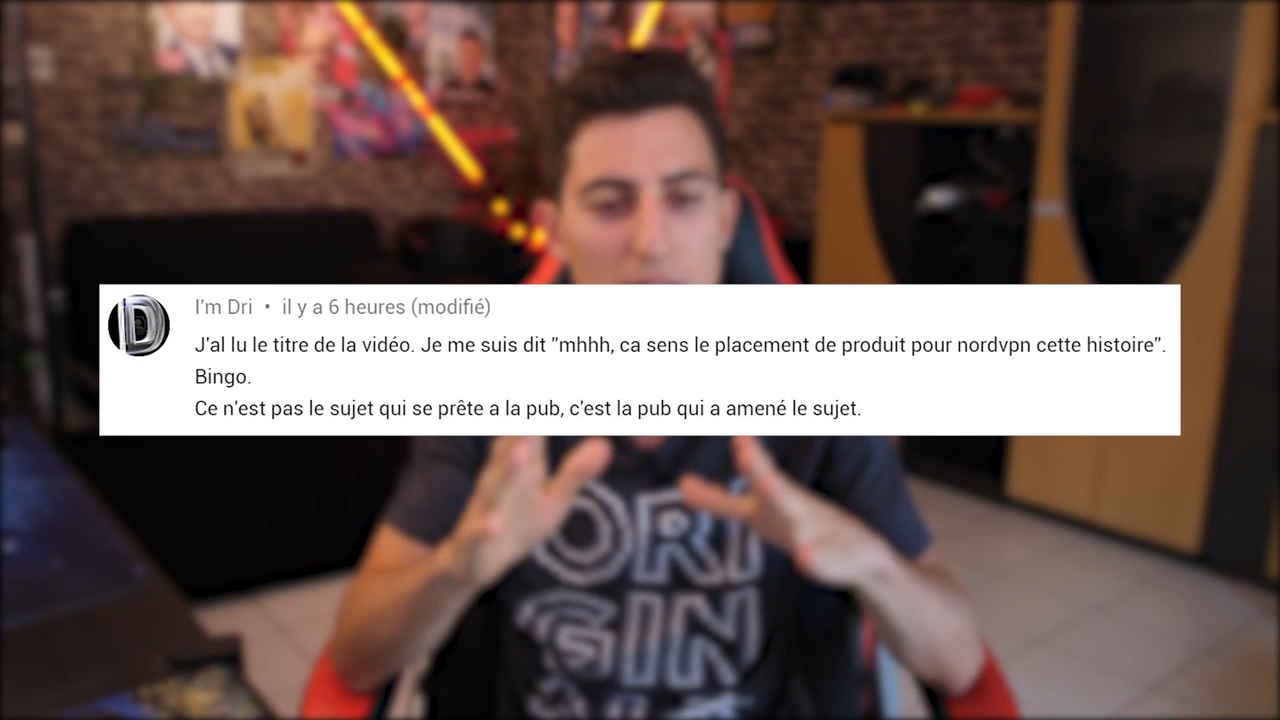 I'm Dri • il y a 6 heures (modifié)
J'al lu le titre de la vidéo. Je me suis dit "mhhh, ca sens le placement de produit pour nordvpn cette histoire".
Bingo.
Ce n'est pas le sujet qui se prête a la pub, c'est la pub qui a amené le sujet.
D
ORI
GIN